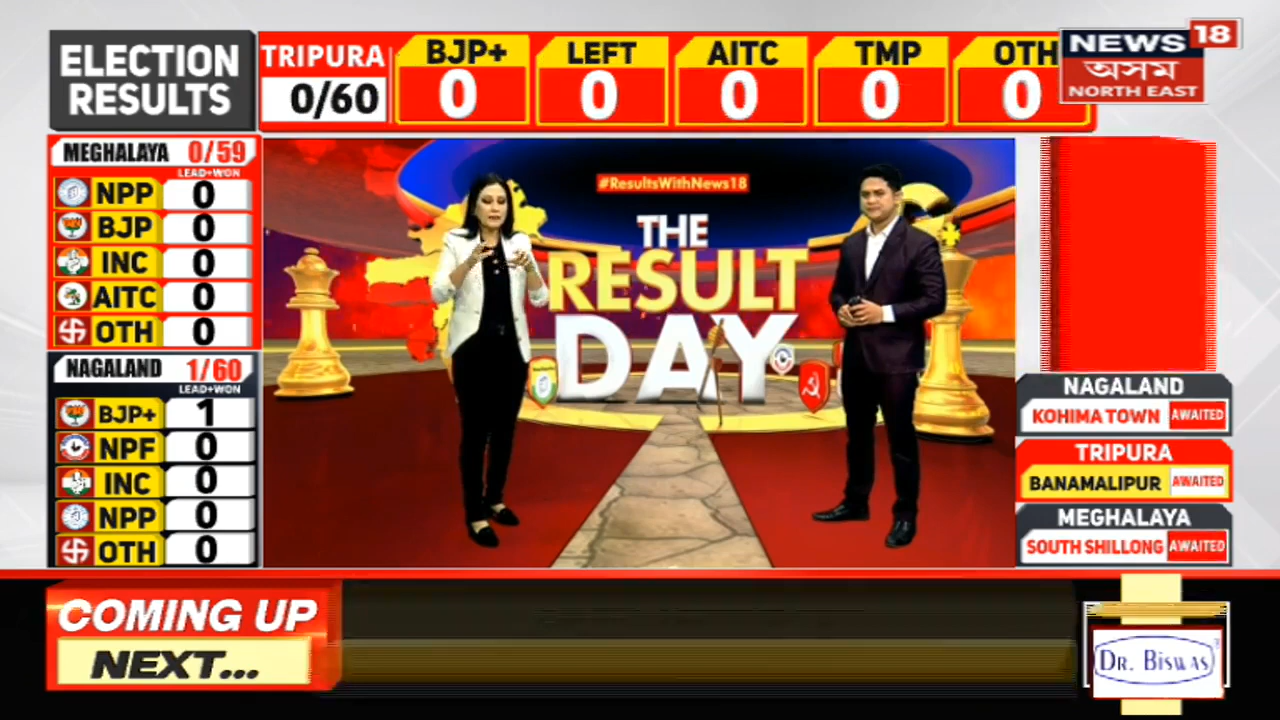 ELECTION
RESULTS
TRIPURA
0/60
BJP+
0
LEFT
0
AITC
0
TMP
0
OTH
0
NEWS 18
অসম
NORTH EAST
MEGHALAYA 0/59
LEAD+WON
NPP 0
BJP 0
INC 0
AITC 0
OTH 0
NAGALAND 1/60
LEAD+WON
BJP+ 1
NPF 0
INC 0
NPP 0
OTH 0
#ResultsWithNews18
THE
RESULT
DAY
NAGALAND
KOHIMA TOWN AWAITED
TRIPURA
BANAMALIPUR AWAITED
MEGHALAYA
SOUTH SHILLONG AWAITED
COMING UP
NEXT...
DR. BISWAS